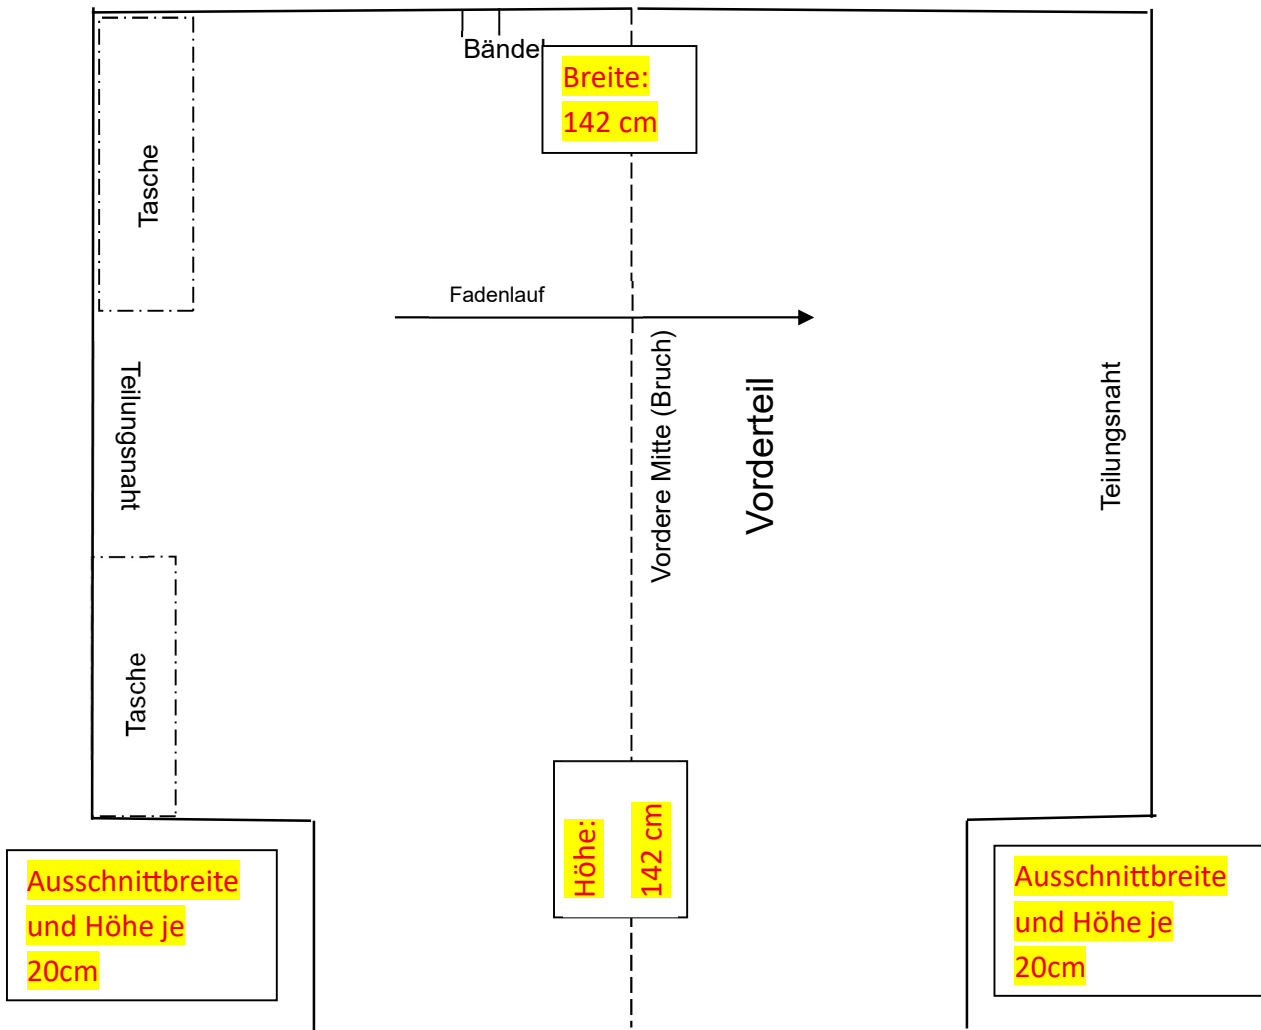 Bändel
Breite:
142 cm
Tasche
Fadenlauf
Teilungsnaht
Vordere Mitte (Bruch)
Vorderteil
Teilungsnaht
Tasche
Höhe:
142 cm
Ausschnittbreite
und Höhe je
20cm
Ausschnittbreite
und Höhe je
20cm